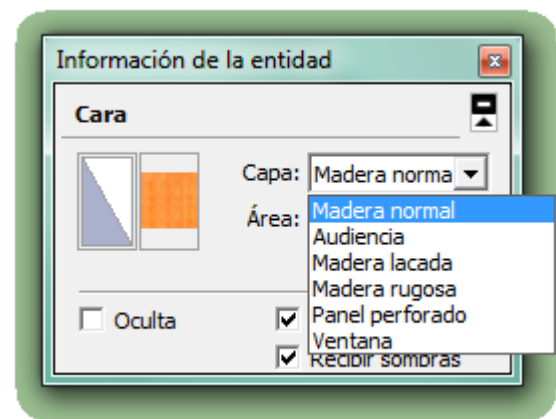 Información de la entidad
Cara
Capa: Madera norma
Área:
Madera normal
Audiencia
Madera lacada
Madera rugosa
Panel perforado
Ventana
Oculta
Recibir sombras